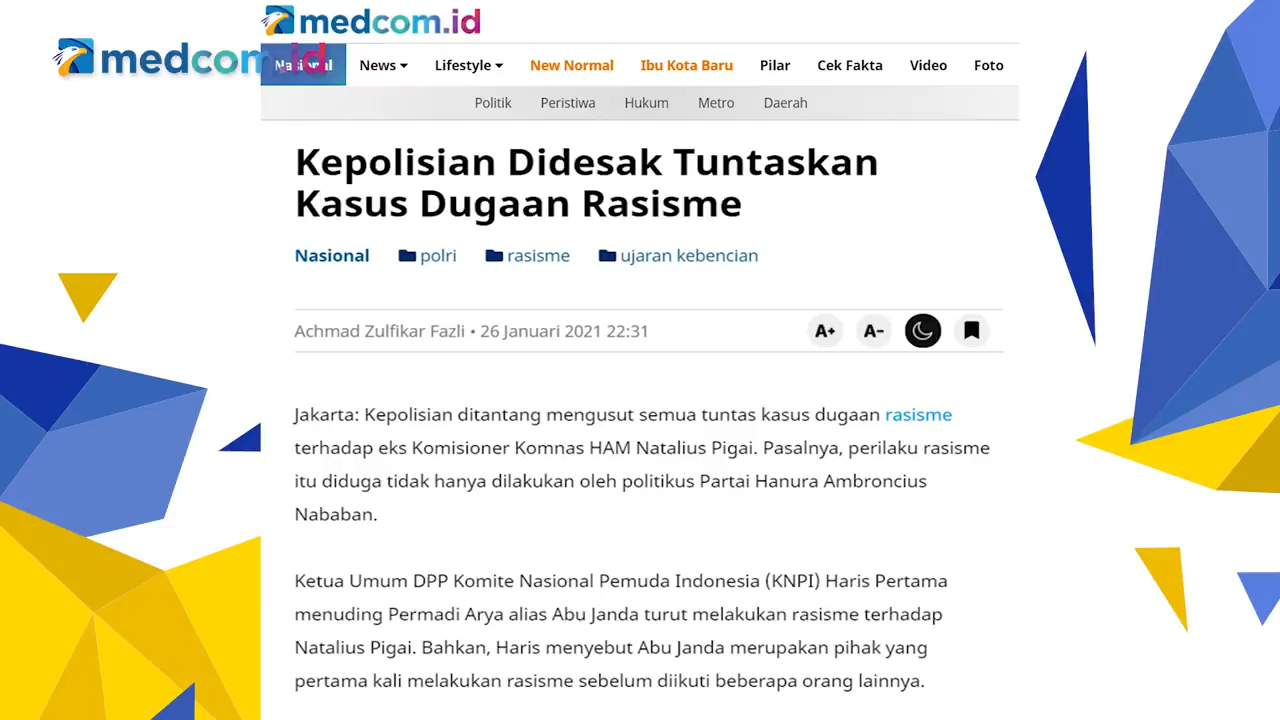 medcom.id
medcom.id
Nasional News Lifestyle New Normal Ibu Kota Baru Pilar Cek Fakta Video Foto
Politik Peristiwa Hukum Metro Daerah
Kepolisian Didesak Tuntaskan
Kasus Dugaan Rasisme
Nasional polri rasisme ujaran kebencian
Achmad Zulfikar Fazli • 26 Januari 2021 22:31 A+ A-
Jakarta: Kepolisian ditantang mengusut semua tuntas kasus dugaan rasisme
terhadap eks Komisioner Komnas HAM Natalius Pigai. Pasalnya, perilaku rasisme
itu diduga tidak hanya dilakukan oleh politikus Partai Hanura Ambroncius
Nababan.
Ketua Umum DPP Komite Nasional Pemuda Indonesia (KNPI) Haris Pertama
menuding Permadi Arya alias Abu Janda turut melakukan rasisme terhadap
Natalius Pigai. Bahkan, Haris menyebut Abu Janda merupakan pihak yang
pertama kali melakukan rasisme sebelum diikuti beberapa orang lainnya.